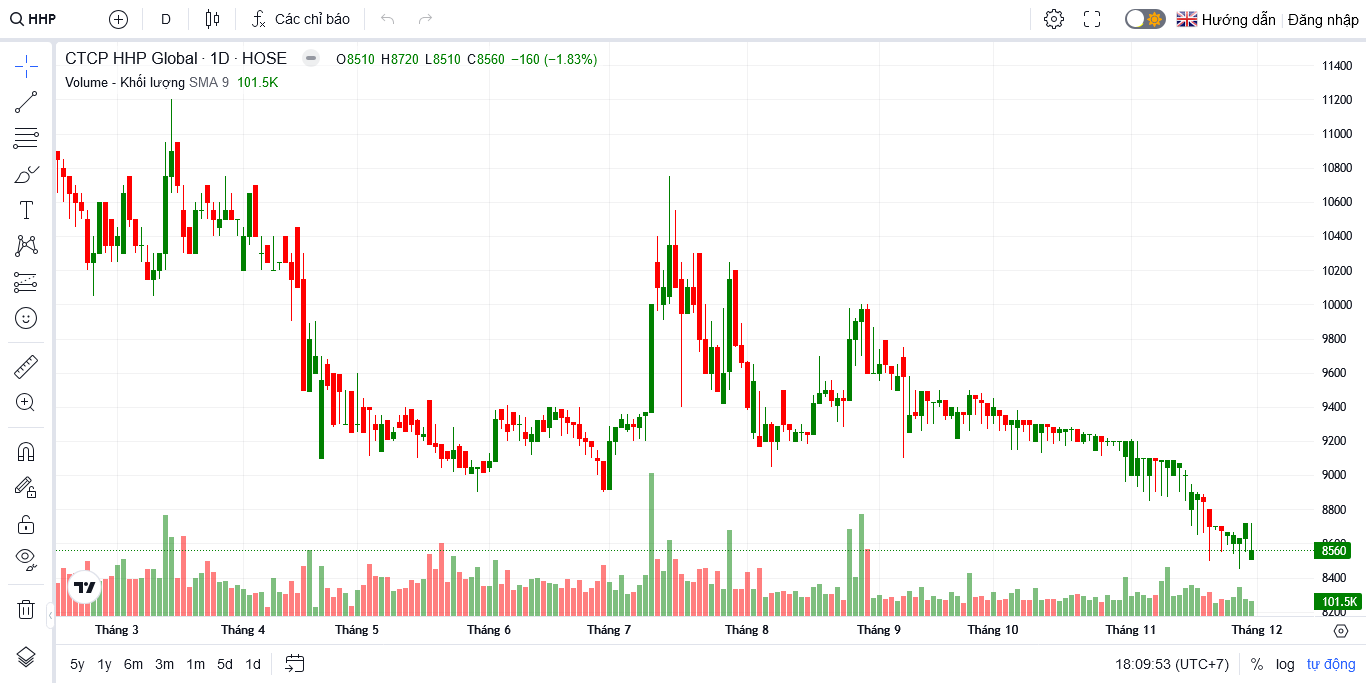 HHP
D
Các chỉ báo
Hướng dẫn
Đăng nhập
CTCP HHP Global · 1D · HOSE
O8510 H8720 L8510 C8560 −160 (−1.83%)
Volume - Khối lượng SMA 9 101.5K
11400
11200
11000
10800
10600
10400
10200
10000
9800
9600
9400
9200
9000
8800
8600
8560
8400
101.5K
8200
Tháng 3 Tháng 4 Tháng 5 Tháng 6 Tháng 7 Tháng 8 Tháng 9 Tháng 10 Tháng 11 Tháng 12
5y 1y 6m 3m 1m 5d 1d
18:09:53 (UTC+7) % log tự động